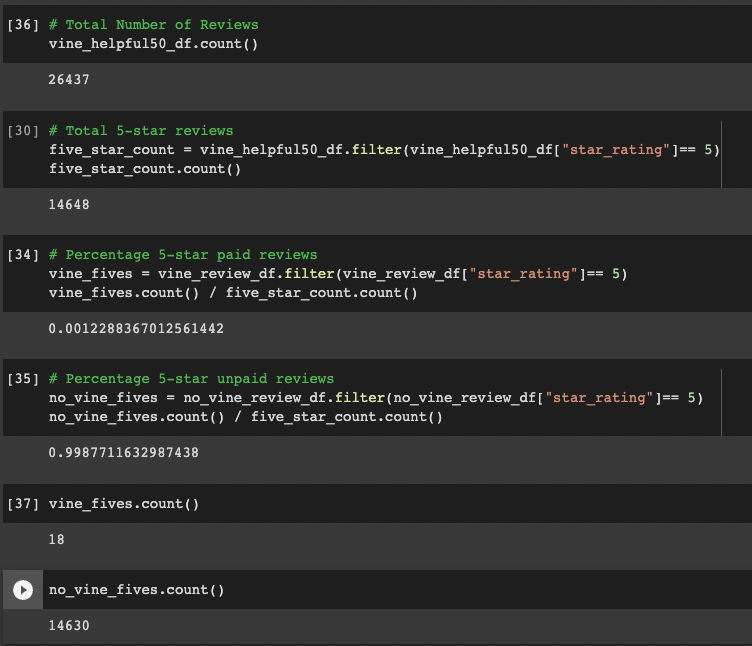 [36] # Total Number of Reviews
vine_helpful50_df.count()
26437
[30] # Total 5-star reviews
five_star_count = vine_helpful50_df.filter(vine_helpful50_df["star_rating"]== 5)
five_star_count.count()
14648
[34] # Percentage 5-star paid reviews
vine_fives = vine_review_df.filter(vine_review_df["star_rating"]== 5)
vine_fives.count() / five_star_count.count()
0.0012288367012561442
[35] # Percentage 5-star unpaid reviews
no_vine_fives = no_vine_review_df.filter(no_vine_review_df["star_rating"]== 5)
no_vine_fives.count() / five_star_count.count()
0.9987711632987438
[37] vine_fives.count()
18
no_vine_fives.count()
14630